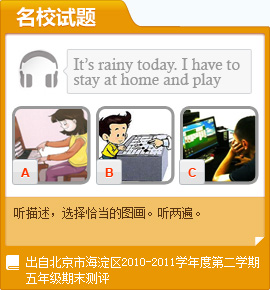 名校试题
It's rainy today. I have to
stay at home and play
A
B
C
听描述，选择恰当的图画。听两遍。
出自北京市海淀区2010-2011学年度第二学期
五年级期末测评